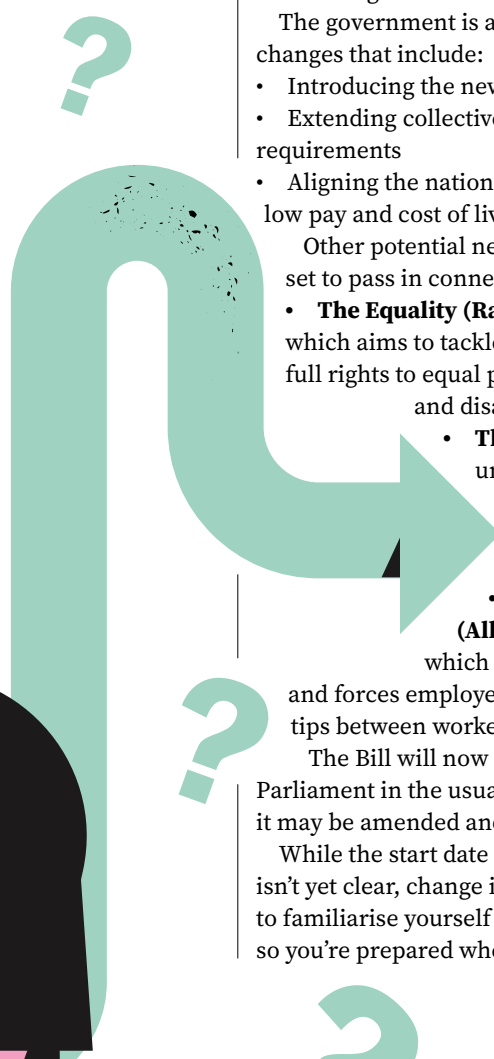 The government is a
changes that include:
• Introducing the nev
• Extending collective
requirements
• Aligning the nation
low pay and cost of liv
Other potential ne
set to pass in conne
• The Equality (Ra
which aims to tackle
full rights to equal p
and disa
• Th
un
•
(All
which
and forces employe
tips between worke
The Bill will now
Parliament in the usua
it may be amended and
While the start date
isn’t yet clear, change i
to familiarise yourself
so you’re prepared whe
?
?
?